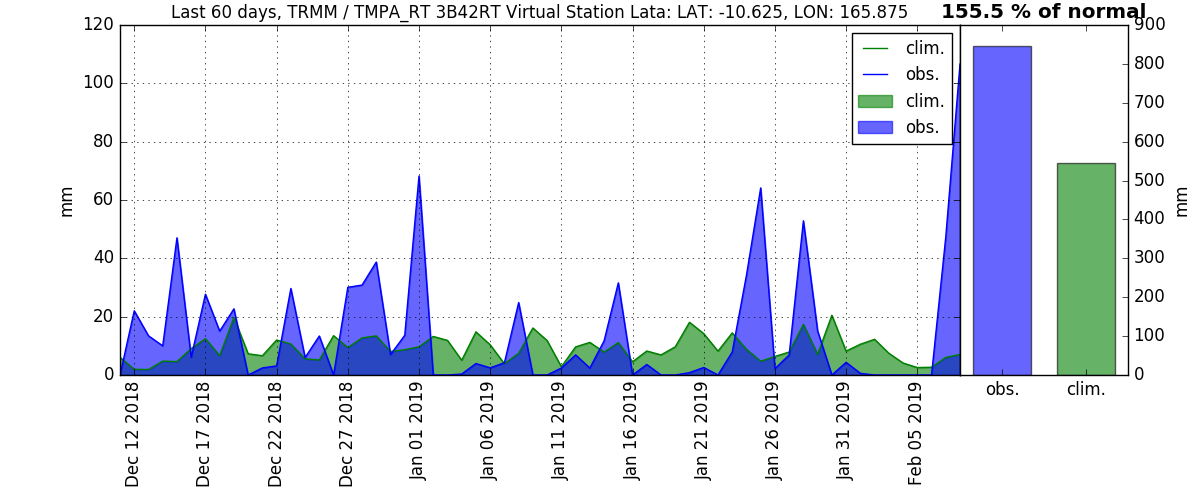 Last 60 days, TRMM / TMPA_RT 3B42RT Virtual Station Lata: LAT: -10.625, LON: 165.875
155.5 % of normal
120
100
80
60
40
20
0
mm
clim.
obs.
clim.
obs.
Dec 12 2018
Dec 17 2018
Dec 22 2018
Dec 27 2018
Jan 01 2019
Jan 06 2019
Jan 11 2019
Jan 16 2019
Jan 21 2019
Jan 26 2019
Jan 31 2019
Feb 05 2019
900
800
700
600
500
400
300
200
100
0
mm
obs.
clim.